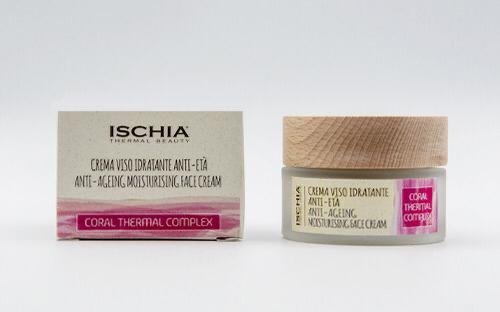 ISCHIA
THERMAL BEAUTY
CREMA VISO IDRATANTE ANTI-ETÀ
ANTI-AGEING MOISTURISING FACE CREAM
CORAL THERMAL COMPLEX
ISCHIA
CREMA VISO IDRATANTE
ANTI-ETÀ
ANTI-AGEING
MOISTURISING FACE CREAM
CORAL
THERMAL
COMPLEX